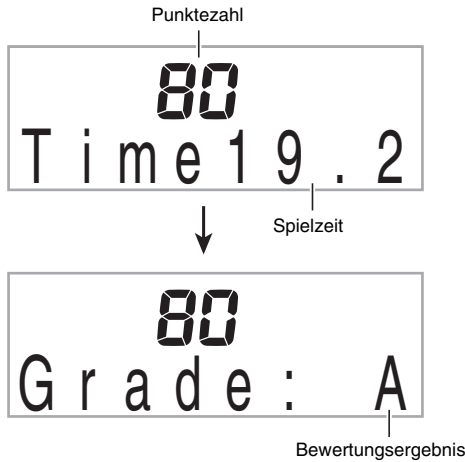 Punktezahl
80
Time19.2
Spielzeit
80
Grade: A
Bewertungsergebnis